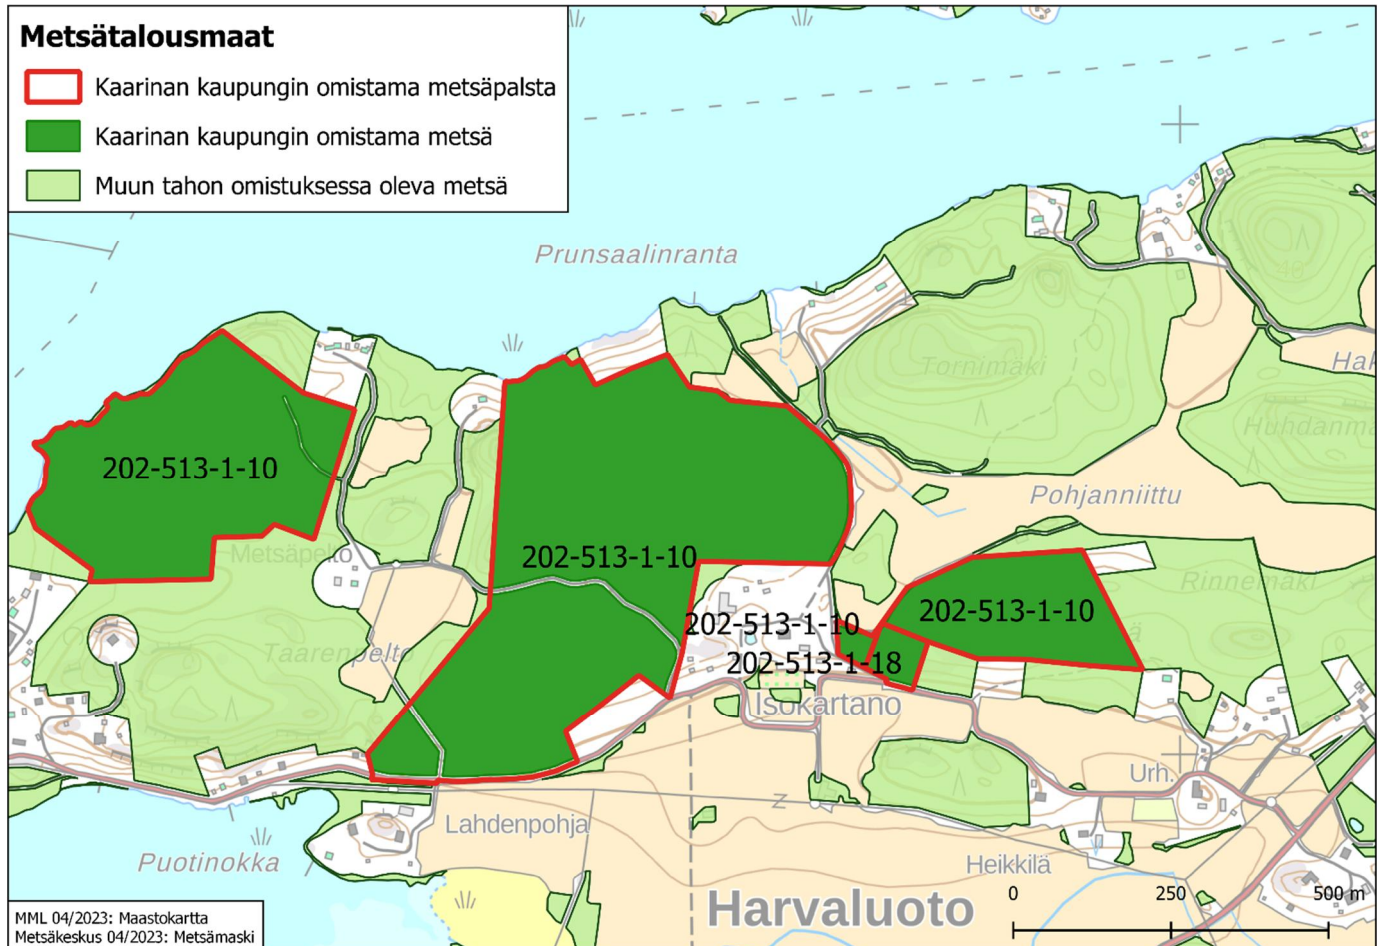 Metsätalousmaat
Kaarinan kaupungin omistama metsäpalsta
Kaarinan kaupungin omistama metsä
Muun tahon omistuksessa oleva metsä
Prunsaalinranta
Tornimäki
Huhdanmä
202-513-1-10
Pohjanniittu
Metsäpelto
202-513-1-10
Rinnemäki
202-513-1-10
202-513-1-10
Taarenpelto
202-513-1-18
Isokartano
Urh.
Z
Lahdenpohja
Puotinokka
Heikkilä
Harvaluoto
0 250 500 m
MML 04/2023: Maastokartta
Metsäkeskus 04/2023: Metsämaski